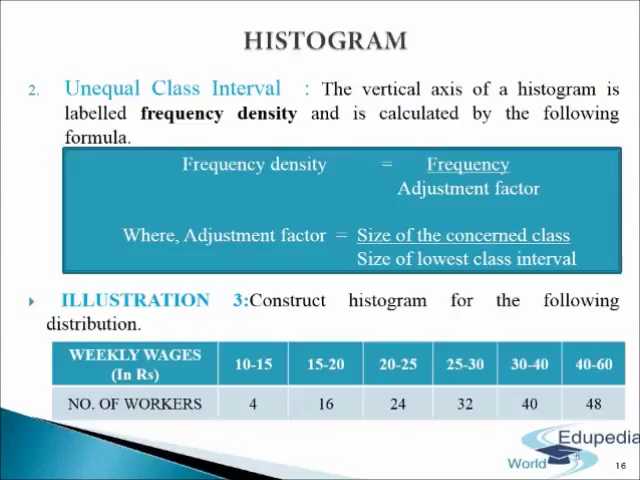 HISTOGRAM
2. Unequal Class Interval : The vertical axis of a histogram is
labelled frequency density and is calculated by the following
formula.
Frequency density = Frequency
Adjustment factor
Where, Adjustment factor = Size of the concerned class
Size of lowest class interval
ILLUSTRATION 3:Construct histogram for the following
distribution.
WEEKLY WAGES (In Rs) 10-15 15-20 20-25 25-30 30-40 40-60
NO. OF WORKERS 4 16 24 32 40 48
Edupedia
World
16